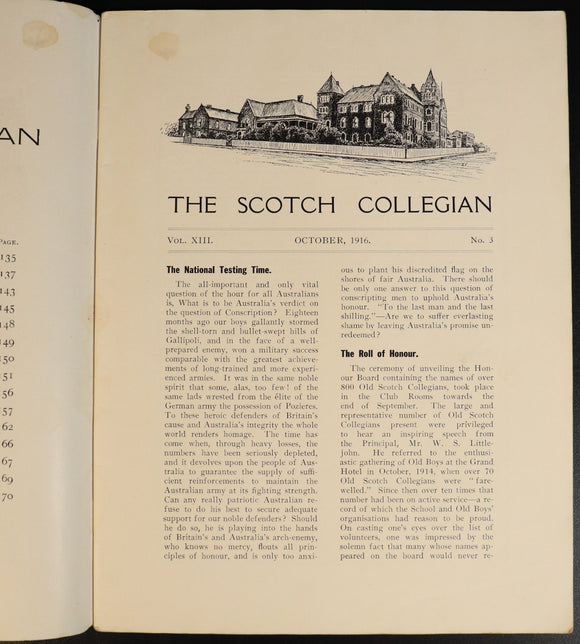 AN
PAGE.
135
137
143
145
148
149
150
151
156
57
62
66
67
69
70
THE SCOTCH COLLEGIAN
VOL. XIII. OCTOBER, 1916. No. 3
The National Testing Time.
The all-important and only vital
question of the hour for all Australians
is, What is to be Australia's verdict on
the question of Conscription? Eighteen
months ago our boys gallantly stormed
the shell-torn and bullet-swept hills of
Gallipoli, and in the face of a well-
prepared enemy, won a military success
comparable with the greatest achieve-
ments of long-trained and more experi-
enced armies. It was in the same noble
spirit that some, alas, too few! of the
same lads wrested from the élite of the
German army the possession of Pozieres.
To these heroic defenders of Britain's
cause and Australia's integrity the whole
world renders homage. The time has
come when, through heavy losses, the
numbers have been seriously depleted,
and it devolves upon the people of Aus-
tralia to guarantee the supply of suf-
ficient reinforcements to maintain the
Australian army at its fighting strength.
Can any really patriotic Australian re-
fuse to do his best to secure adequate
support for our noble defenders? Should
he do so, he is playing into the hands
of Britain's and Australia's arch-enemy,
who knows no mercy, flouts all prin-
ciples of honour, and is only too anxi-
ous to plant his discredited flag on the
shores of fair Australia. There should
be only one answer to this question of
conscripting men to uphold Australia's
honour. "To the last man and the last
shilling."—Are we to suffer everlasting
shame by leaving Australia's promise un-
redeemed?
The Roll of Honour.
The ceremony of unveiling the Hon-
our Board containing the names of over
800 Old Scotch Collegians, took place
in the Club Rooms towards the
end of September. The large and
representative number of Old Scotch
Collegians present were privileged
to hear an inspiring speech from
the Principal, Mr. W. S. Little-
john. He referred to the enthusi-
astic gathering of Old Boys at the Grand
Hotel in October, 1914, when over 70
Old Scotch Collegians were "fare-
welled." Since then over ten times that
number had been on active service—a re-
cord of which the School and Old Boys'
organisations had reason to be proud.
On casting one's eyes over the list of
volunteers, one was impressed by the
solemn fact that many whose names ap-
peared on the board would never re-